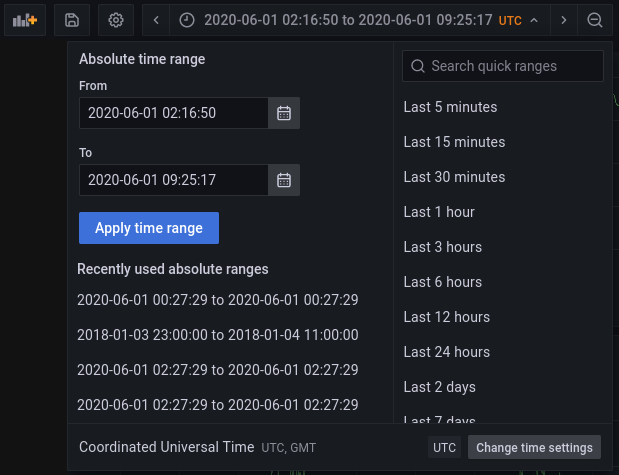 2020-06-01 02:16:50 to 2020-06-01 09:25:17 UTC
Absolute time range
From
2020-06-01 02:16:50
To
2020-06-01 09:25:17
Apply time range
Recently used absolute ranges
2020-06-01 00:27:29 to 2020-06-01 00:27:29
2018-01-03 23:00:00 to 2018-01-04 11:00:00
2020-06-01 02:27:29 to 2020-06-01 02:27:29
2020-06-01 02:27:29 to 2020-06-01 02:27:29
Search quick ranges
Last 5 minutes
Last 15 minutes
Last 30 minutes
Last 1 hour
Last 3 hours
Last 6 hours
Last 12 hours
Last 24 hours
Last 2 days
Last 7 days
Coordinated Universal Time UTC, GMT
UTC
Change time settings